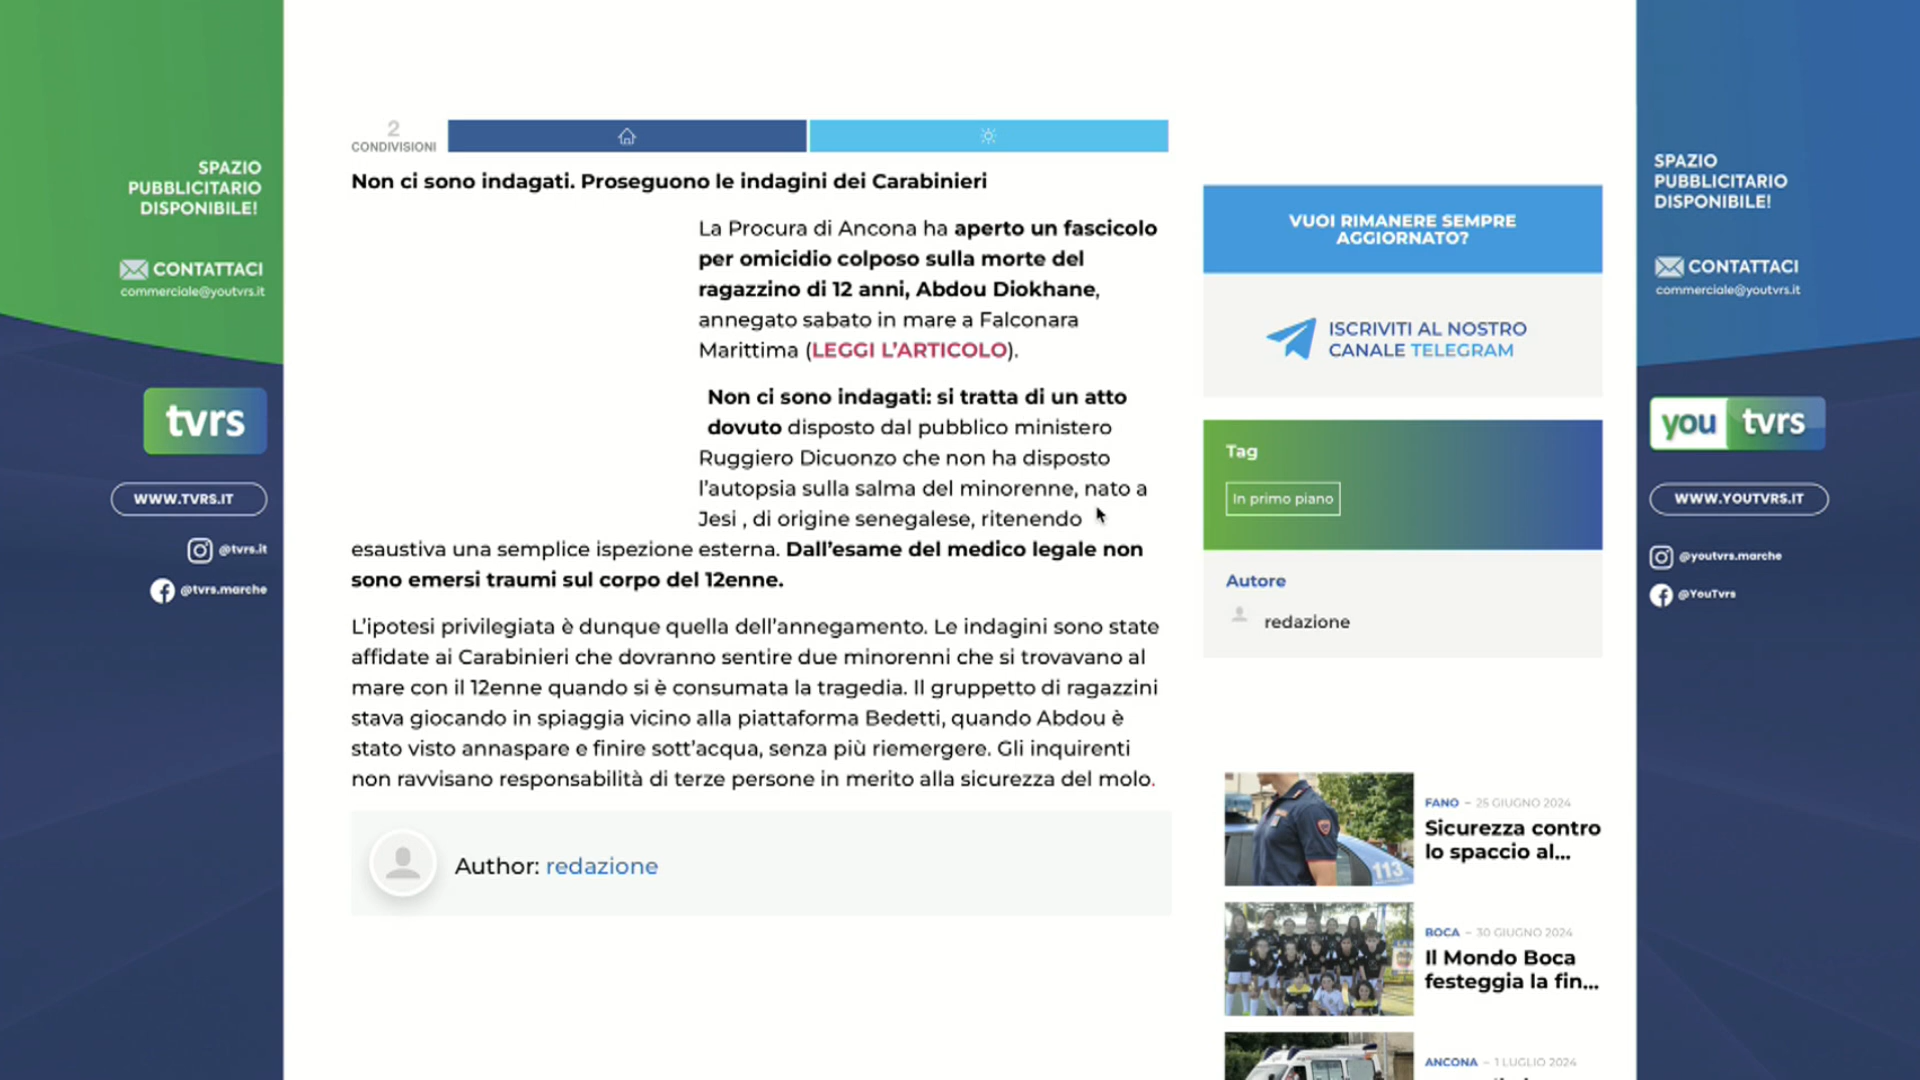 SPAZIO
PUBBLICITARIO
DISPONIBILE!
CONTATTACI
commerciale@youtvrs.it
tvrs
WWW.TVRS.IT
@tvrs.it
@tvrs.marche
2
CONDIVISIONI
Non ci sono indagati. Proseguono le indagini dei Carabinieri
La Procura di Ancona ha aperto un fascicolo
per omicidio colposo sulla morte del
ragazzino di 12 anni, Abdou Diokhane,
annegato sabato in mare a Falconara
Marittima (LEGGI L’ARTICOLO).
Non ci sono indagati: si tratta di un atto
dovuto disposto dal pubblico ministero
Ruggiero Dicuonzo che non ha disposto
l’autopsia sulla salma del minorenne, nato a
Jesi , di origine senegalese, ritenendo
esaustiva una semplice ispezione esterna. Dall’esame del medico legale non
sono emersi traumi sul corpo del 12enne.
L’ipotesi privilegiata è dunque quella dell’annegamento. Le indagini sono state
affidate ai Carabinieri che dovranno sentire due minorenni che si trovavano al
mare con il 12enne quando si è consumata la tragedia. Il gruppetto di ragazzini
stava giocando in spiaggia vicino alla piattaforma Bedetti, quando Abdou è
stato visto annaspare e finire sott’acqua, senza più riemergere. Gli inquirenti
non ravvisano responsabilità di terze persone in merito alla sicurezza del molo.
Author: redazione
VUOI RIMANERE SEMPRE
AGGIORNATO?
ISCRIVITI AL NOSTRO
CANALE TELEGRAM
Tag
In primo piano
Autore
redazione
113
FANO – 25 GIUGNO 2024
Sicurezza contro
lo spaccio al...
BOCA – 30 GIUGNO 2024
Il Mondo Boca
festeggia la fin...
ANCONA – 1 LUGLIO 2024
SPAZIO
PUBBLICITARIO
DISPONIBILE!
CONTATTACI
commerciale@youtvrs.it
you tvrs
WWW.YOUTVRS.IT
@youtvrs.marche
@YouTvrs